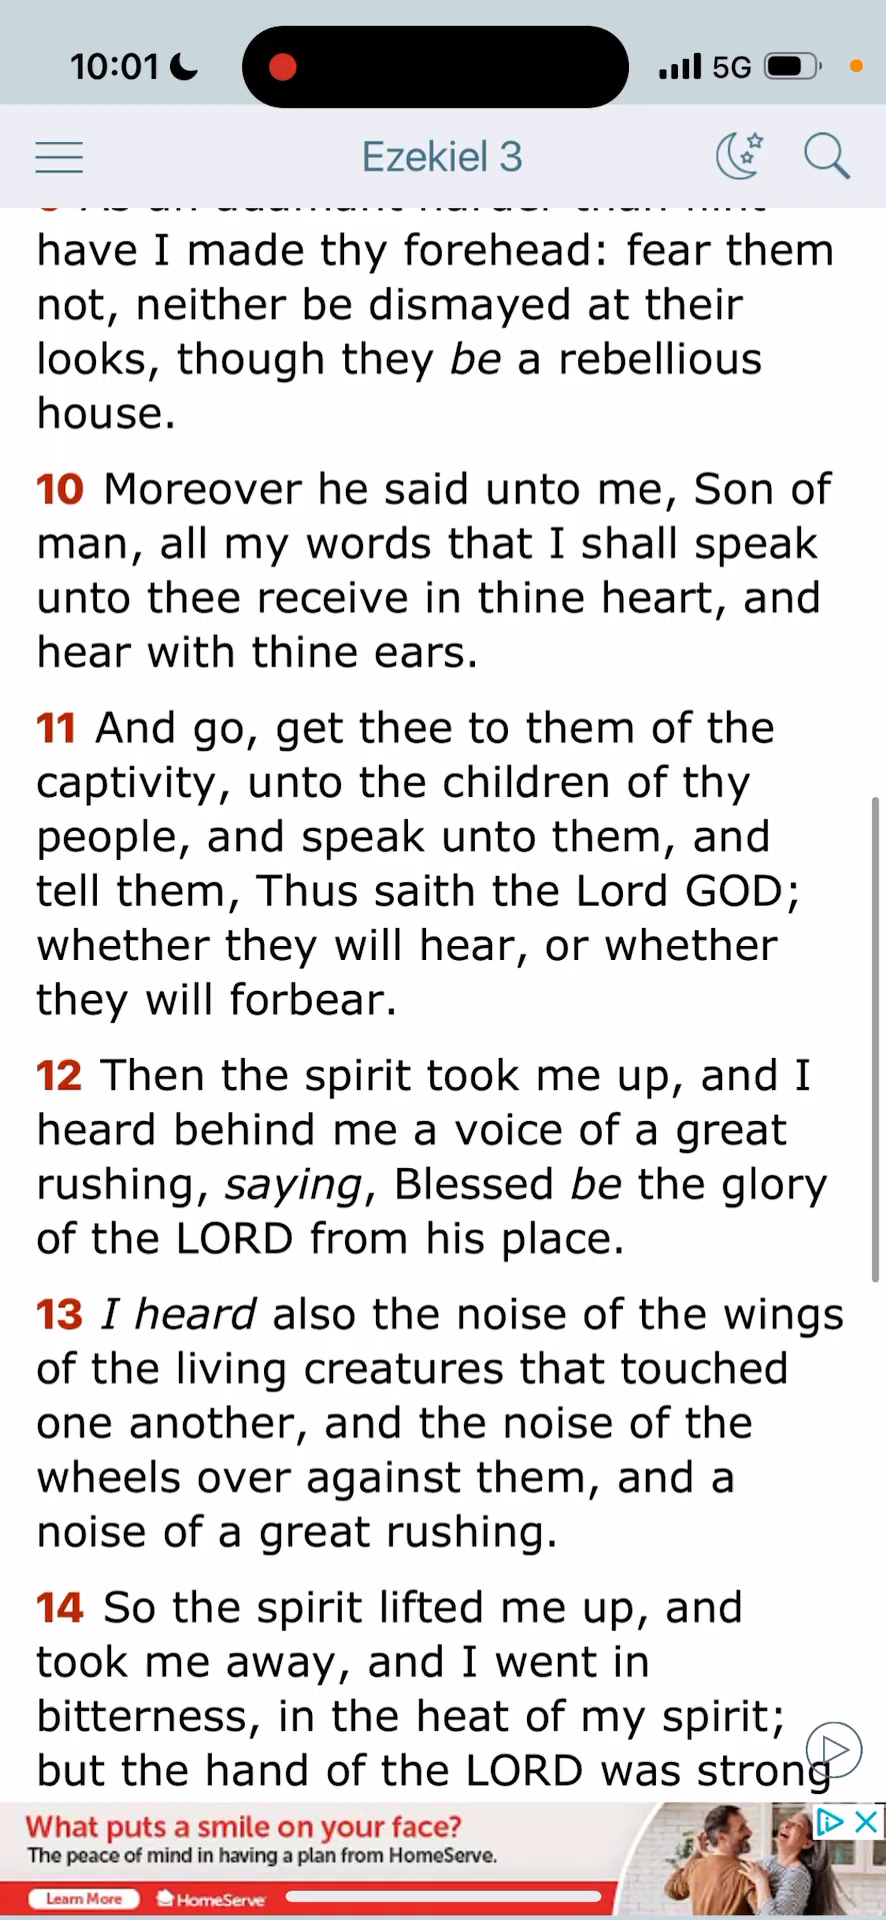 10:01
5G
Ezekiel 3
have I made thy forehead: fear them
not, neither be dismayed at their
looks, though they be a rebellious
house.
10 Moreover he said unto me, Son of
man, all my words that I shall speak
unto thee receive in thine heart, and
hear with thine ears.
11 And go, get thee to them of the
captivity, unto the children of thy
people, and speak unto them, and
tell them, Thus saith the Lord GOD;
whether they will hear, or whether
they will forbear.
12 Then the spirit took me up, and I
heard behind me a voice of a great
rushing, saying, Blessed be the glory
of the LORD from his place.
13 I heard also the noise of the wings
of the living creatures that touched
one another, and the noise of the
wheels over against them, and a
noise of a great rushing.
14 So the spirit lifted me up, and
took me away, and I went in
bitterness, in the heat of my spirit;
but the hand of the LORD was strong
What puts a smile on your face?
The peace of mind in having a plan from HomeServe.
Learn More
HomeServe